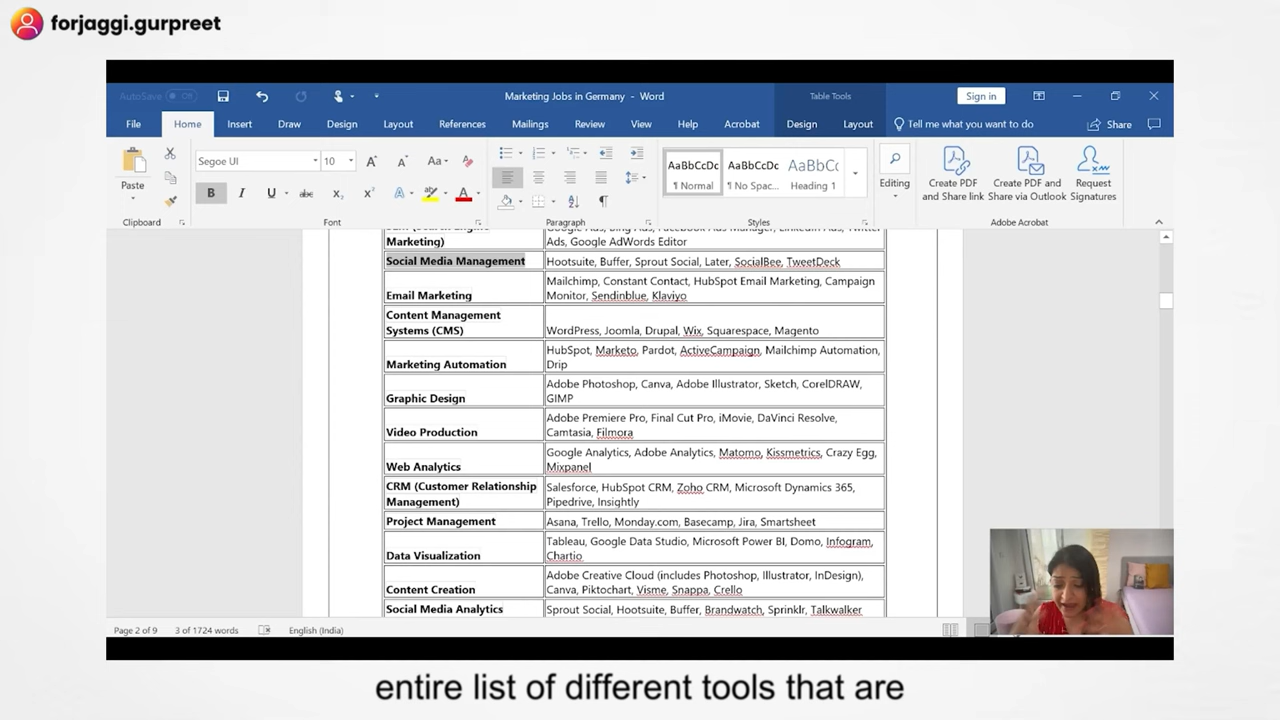 forjaggi.gurpreet
AutoSave Off
Marketing Jobs in Germany - Word
Table Tools
Sign in
File Home Insert Draw Design Layout References Mailings Review View Help Acrobat Design Layout Tell me what you want to do Share
Segoe UI 10
AaBbCcDc AaBbCcDc AaBbCc
Paste
¶ Normal ¶ No Spac... Heading 1
Editing
Create PDF and Share link
Create PDF and Share via Outlook
Request Signatures
Clipboard Font Paragraph Styles Adobe Acrobat
Marketing)
Ads, Google AdWords Editor
Social Media Management
Hootsuite, Buffer, Sprout Social, Later, SocialBee, TweetDeck
Email Marketing
Mailchimp, Constant Contact, HubSpot Email Marketing, Campaign
Monitor, Sendinblue, Klaviyo
Content Management
Systems (CMS)
WordPress, Joomla, Drupal, Wix, Squarespace, Magento
Marketing Automation
HubSpot, Marketo, Pardot, ActiveCampaign, Mailchimp Automation,
Drip
Graphic Design
Adobe Photoshop, Canva, Adobe Illustrator, Sketch, CorelDRAW,
GIMP
Video Production
Adobe Premiere Pro, Final Cut Pro, iMovie, DaVinci Resolve,
Camtasia, Filmora
Web Analytics
Google Analytics, Adobe Analytics, Matomo, Kissmetrics, Crazy Egg,
Mixpanel
CRM (Customer Relationship
Management)
Salesforce, HubSpot CRM, Zoho CRM, Microsoft Dynamics 365,
Pipedrive, Insightly
Project Management
Asana, Trello, Monday.com, Basecamp, Jira, Smartsheet
Data Visualization
Tableau, Google Data Studio, Microsoft Power BI, Domo, Infogram,
Chartio
Content Creation
Adobe Creative Cloud (includes Photoshop, Illustrator, InDesign),
Canva, Piktochart, Visme, Snappa, Crello
Social Media Analytics
Sprout Social, Hootsuite, Buffer, Brandwatch, Sprinklr, Talkwalker
Page 2 of 9 3 of 1724 words English (India)
entire list of different tools that are